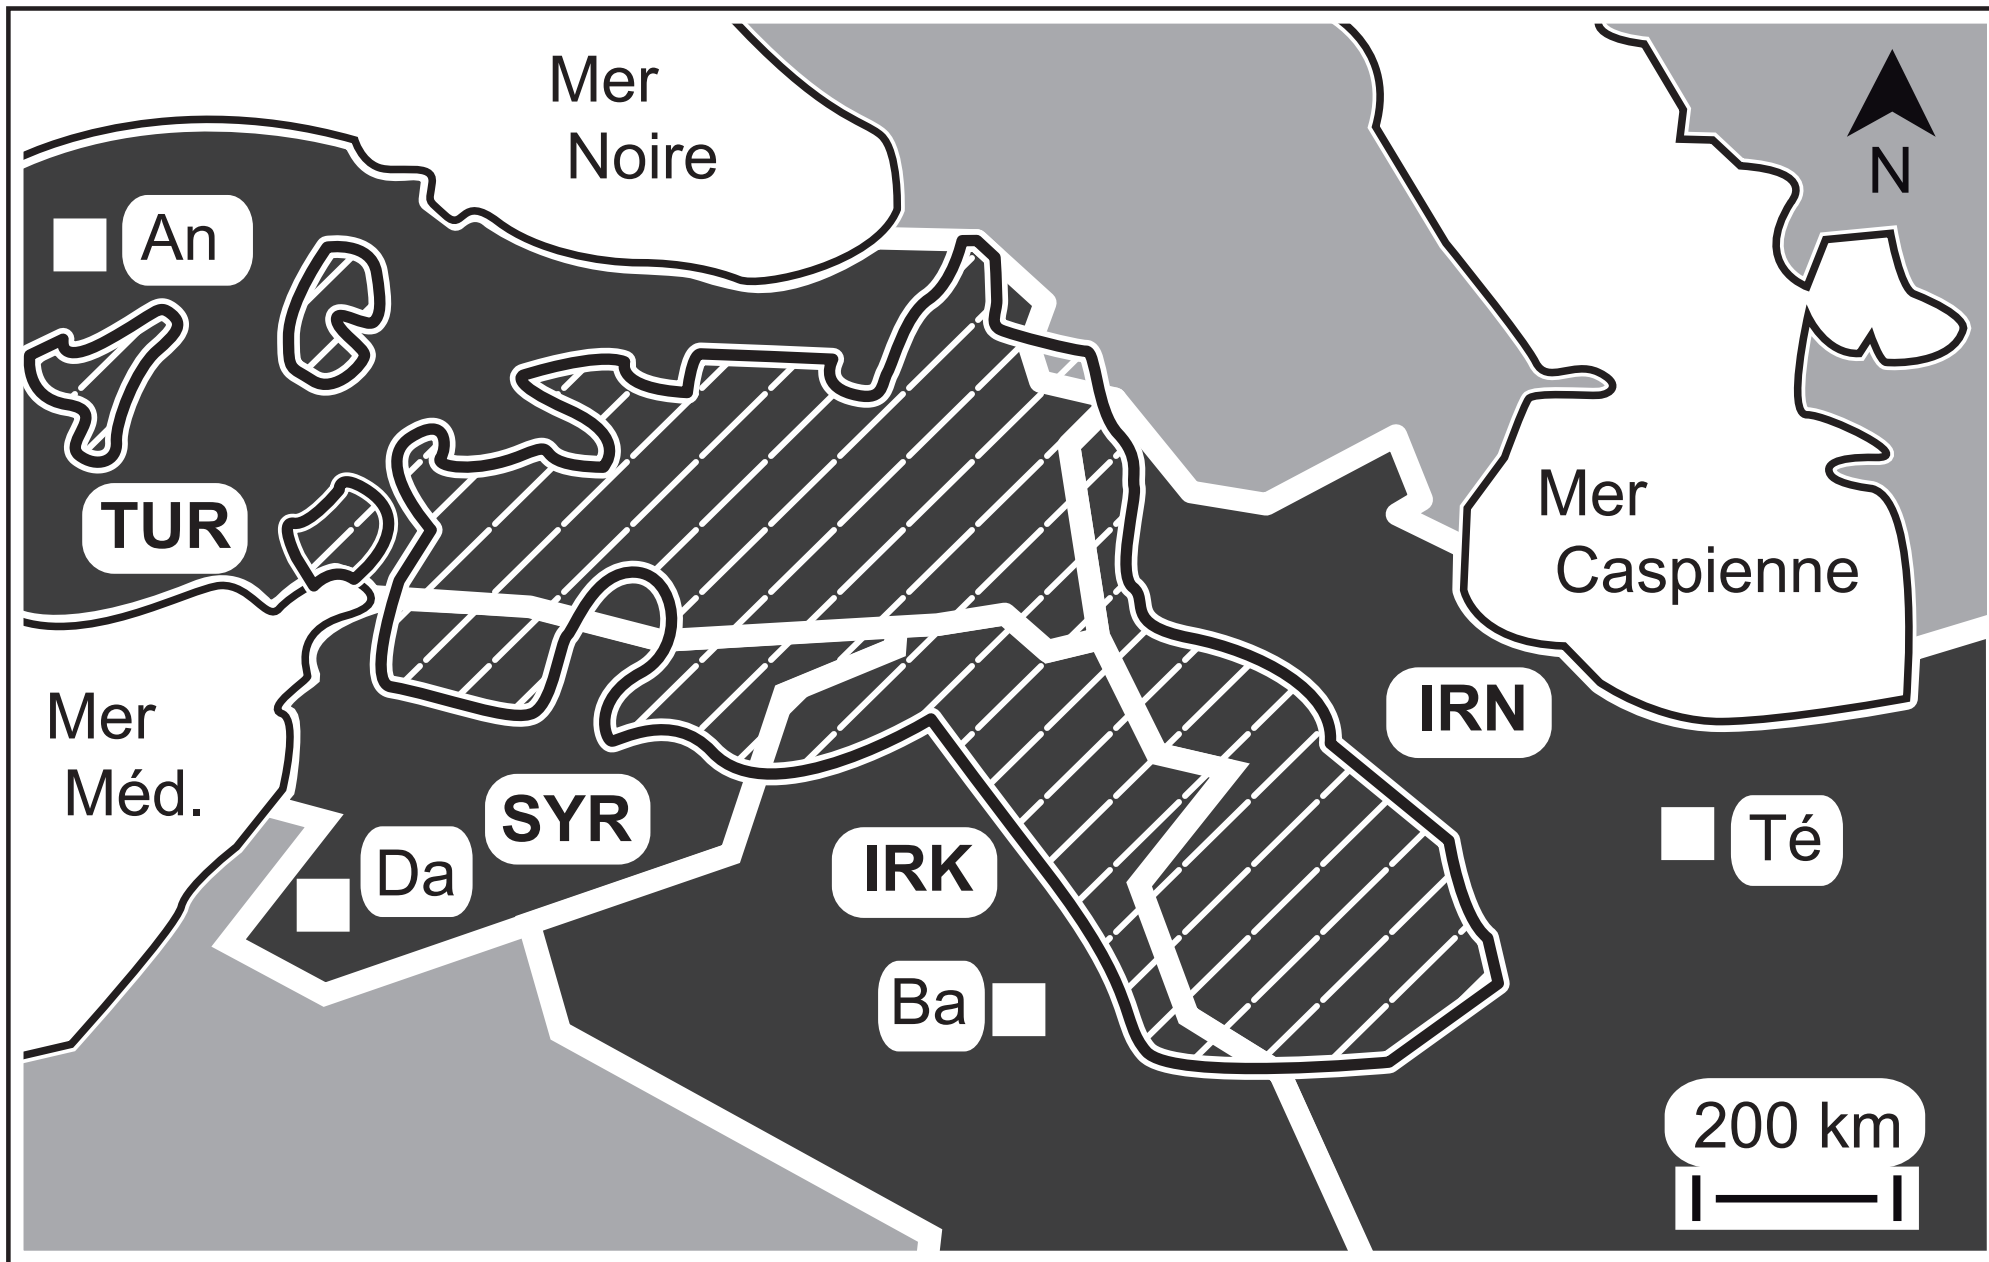 Mer
Noire
N
An
TUR
Mer
Caspienne
IRN
Mer
Méd.
SYR
Té
IRK
Da
Ba
200 km